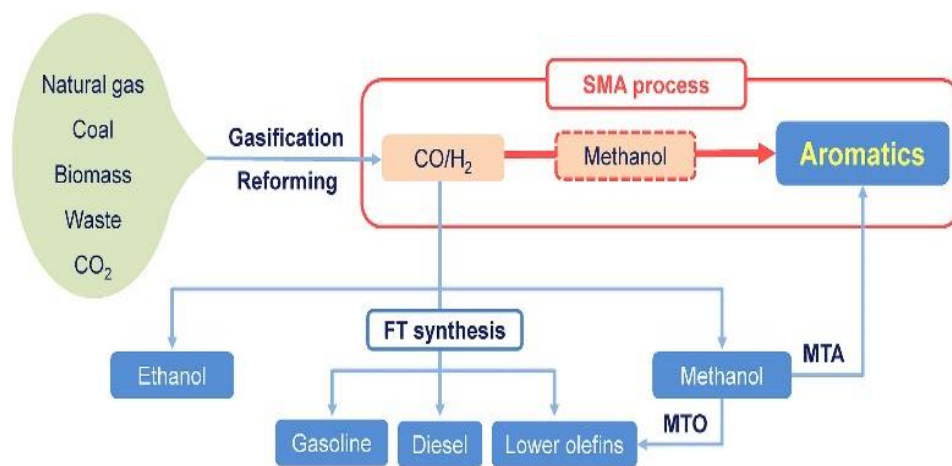 SMA process
Natural gas
Coal
Biomass
Waste
CO₂
Gasification
Reforming
CO/H₂
Methanol
Aromatics
FT synthesis
Ethanol
Methanol
MTA
MTO
Gasoline
Diesel
Lower olefins